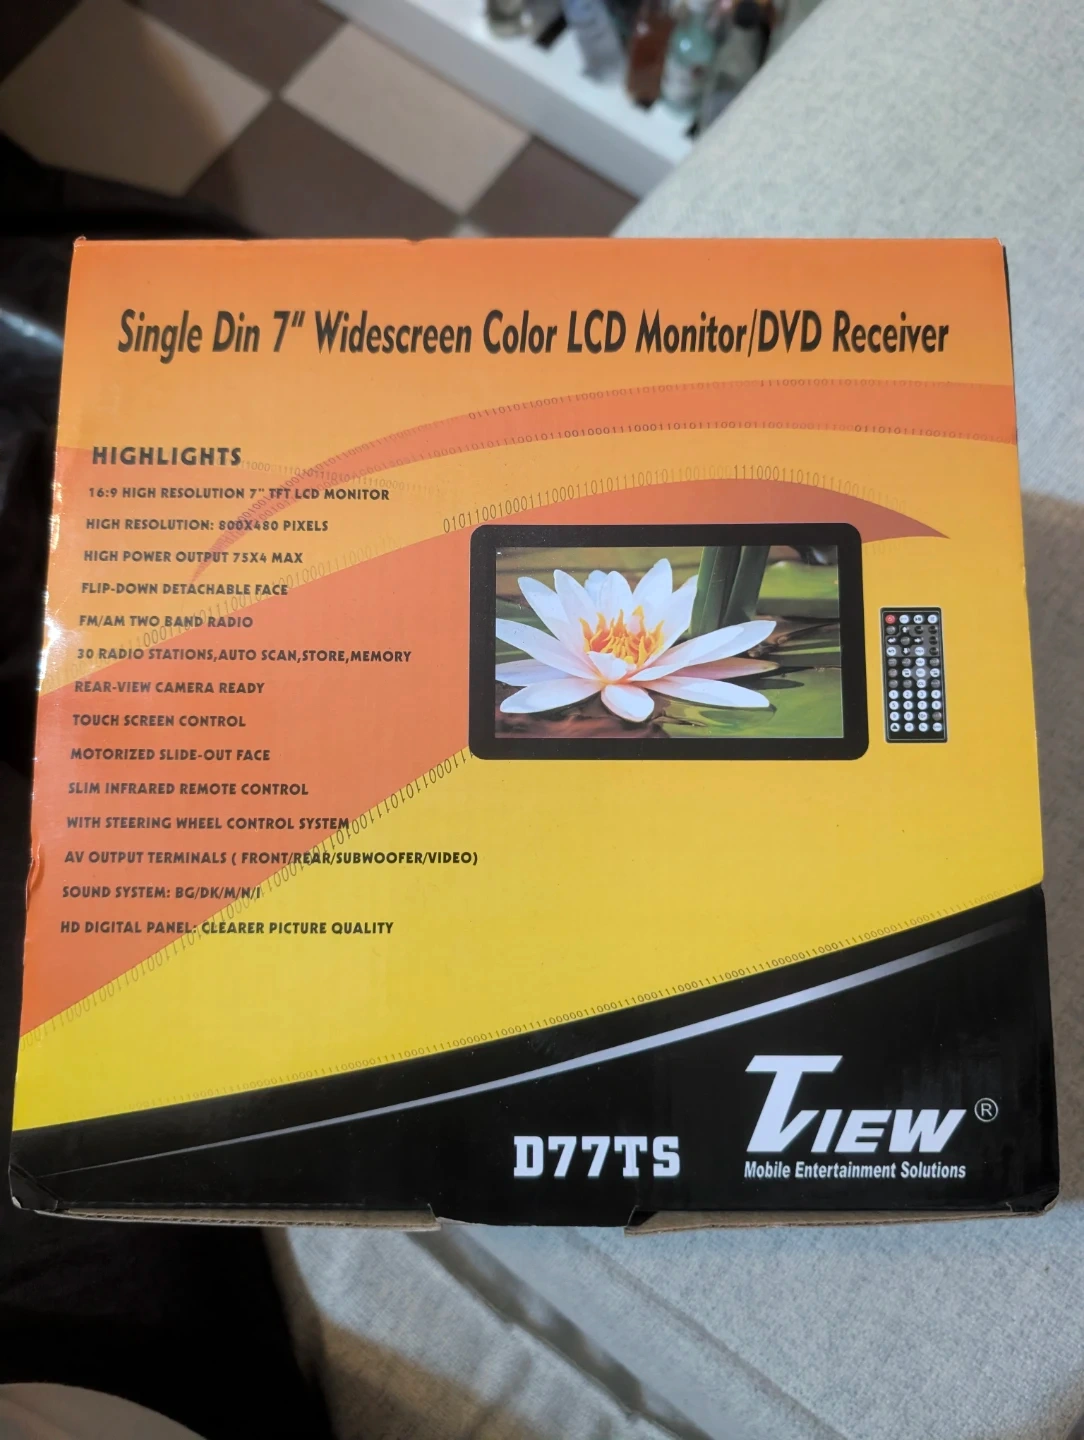 Single Din 7" Widescreen Color LCD Monitor/DVD Receiver
HIGHLIGHTS
16:9 HIGH RESOLUTION 7" TFT LCD MONITOR
HIGH RESOLUTION: 800X480 PIXELS
HIGH POWER OUTPUT 75X4 MAX
FLIP-DOWN DETACHABLE FACE
FM/AM TWO BAND RADIO
30 RADIO STATIONS,AUTO SCAN,STORE,MEMORY
REAR-VIEW CAMERA READY
TOUCH SCREEN CONTROL
MOTORIZED SLIDE-OUT FACE
SLIM INFRARED REMOTE CONTROL
WITH STEERING WHEEL CONTROL SYSTEM
AV OUTPUT TERMINALS ( FRONT/REAR/SUBWOOFER/VIDEO)
SOUND SYSTEM: BG/DK/M/N/I
HD DIGITAL PANEL: CLEARER PICTURE QUALITY
D77TS
TVIEW ®
Mobile Entertainment Solutions